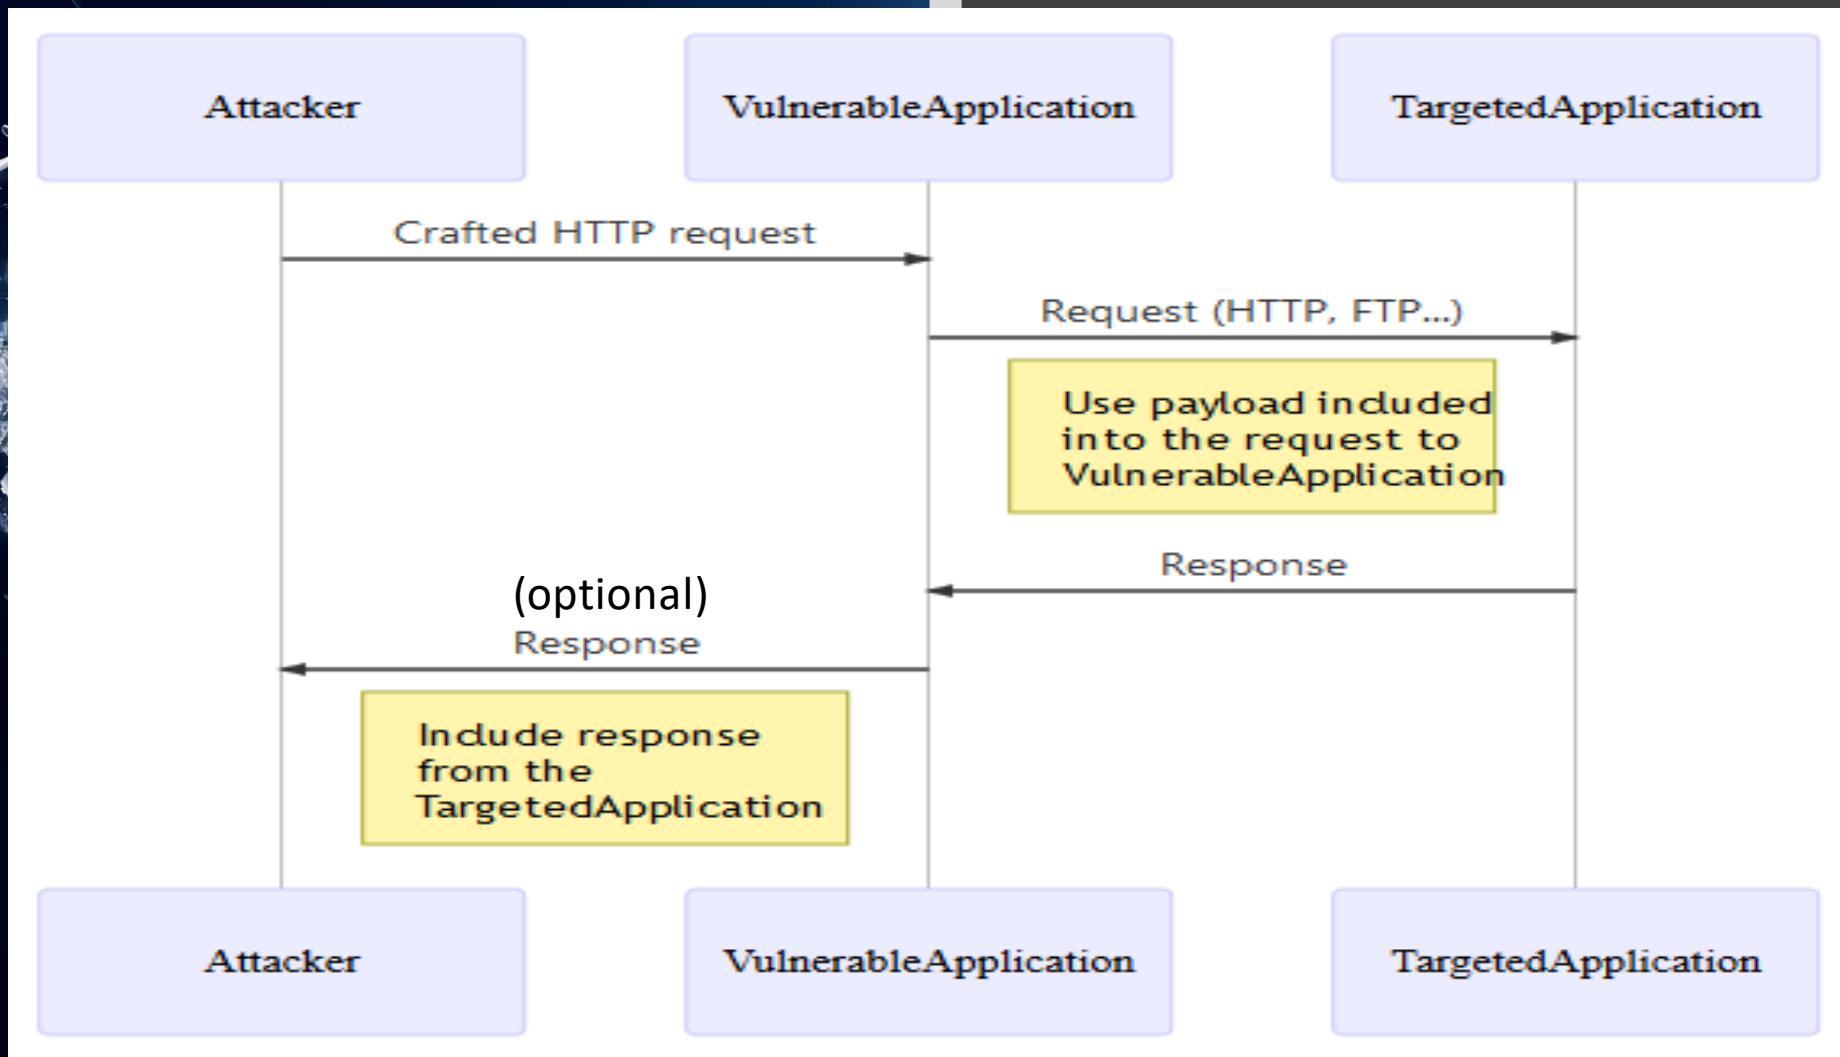 Attacker
VulnerableApplication
TargetedApplication
Crafted HTTP request
Request (HTTP, FTP...)
Use payload included
into the request to
VulnerableApplication
Response
(optional)
Response
Include response
from the
TargetedApplication
Attacker
VulnerableApplication
TargetedApplication